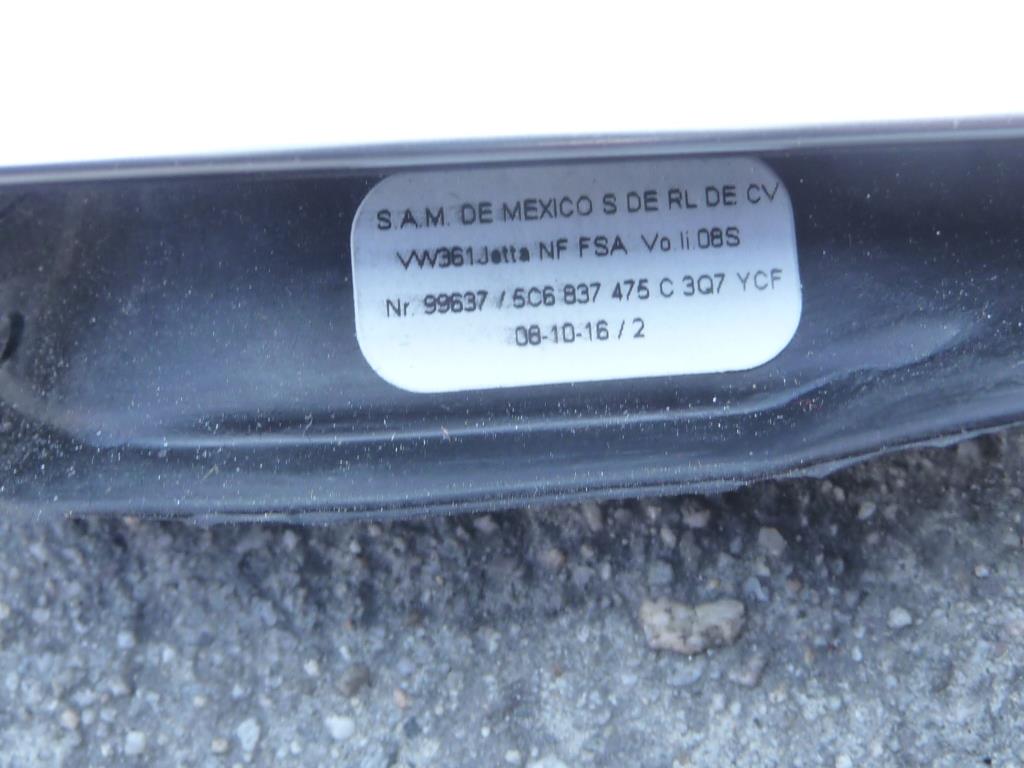 S.A.M. DE MEXICO S DE RL DE CV
VW361Jetta NF FSA Vo.li.08S
Nr. 99637 / 5C6 837 475 C 3Q7 YCF
08-10-16 / 2